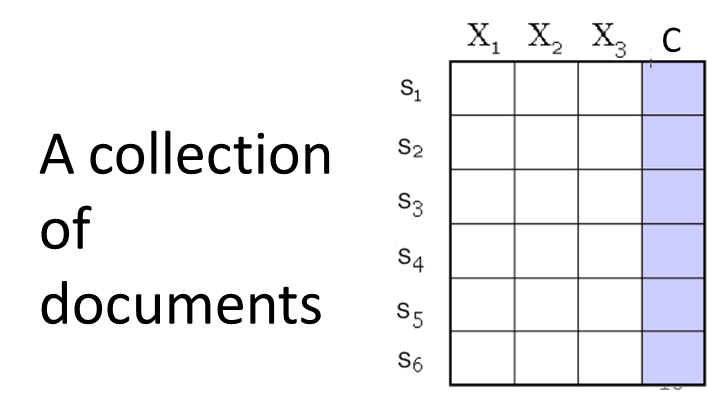 A collection
of
documents
X₁ X₂ X₃ C
s₁
s₂
s₃
s₄
s₅
s₆